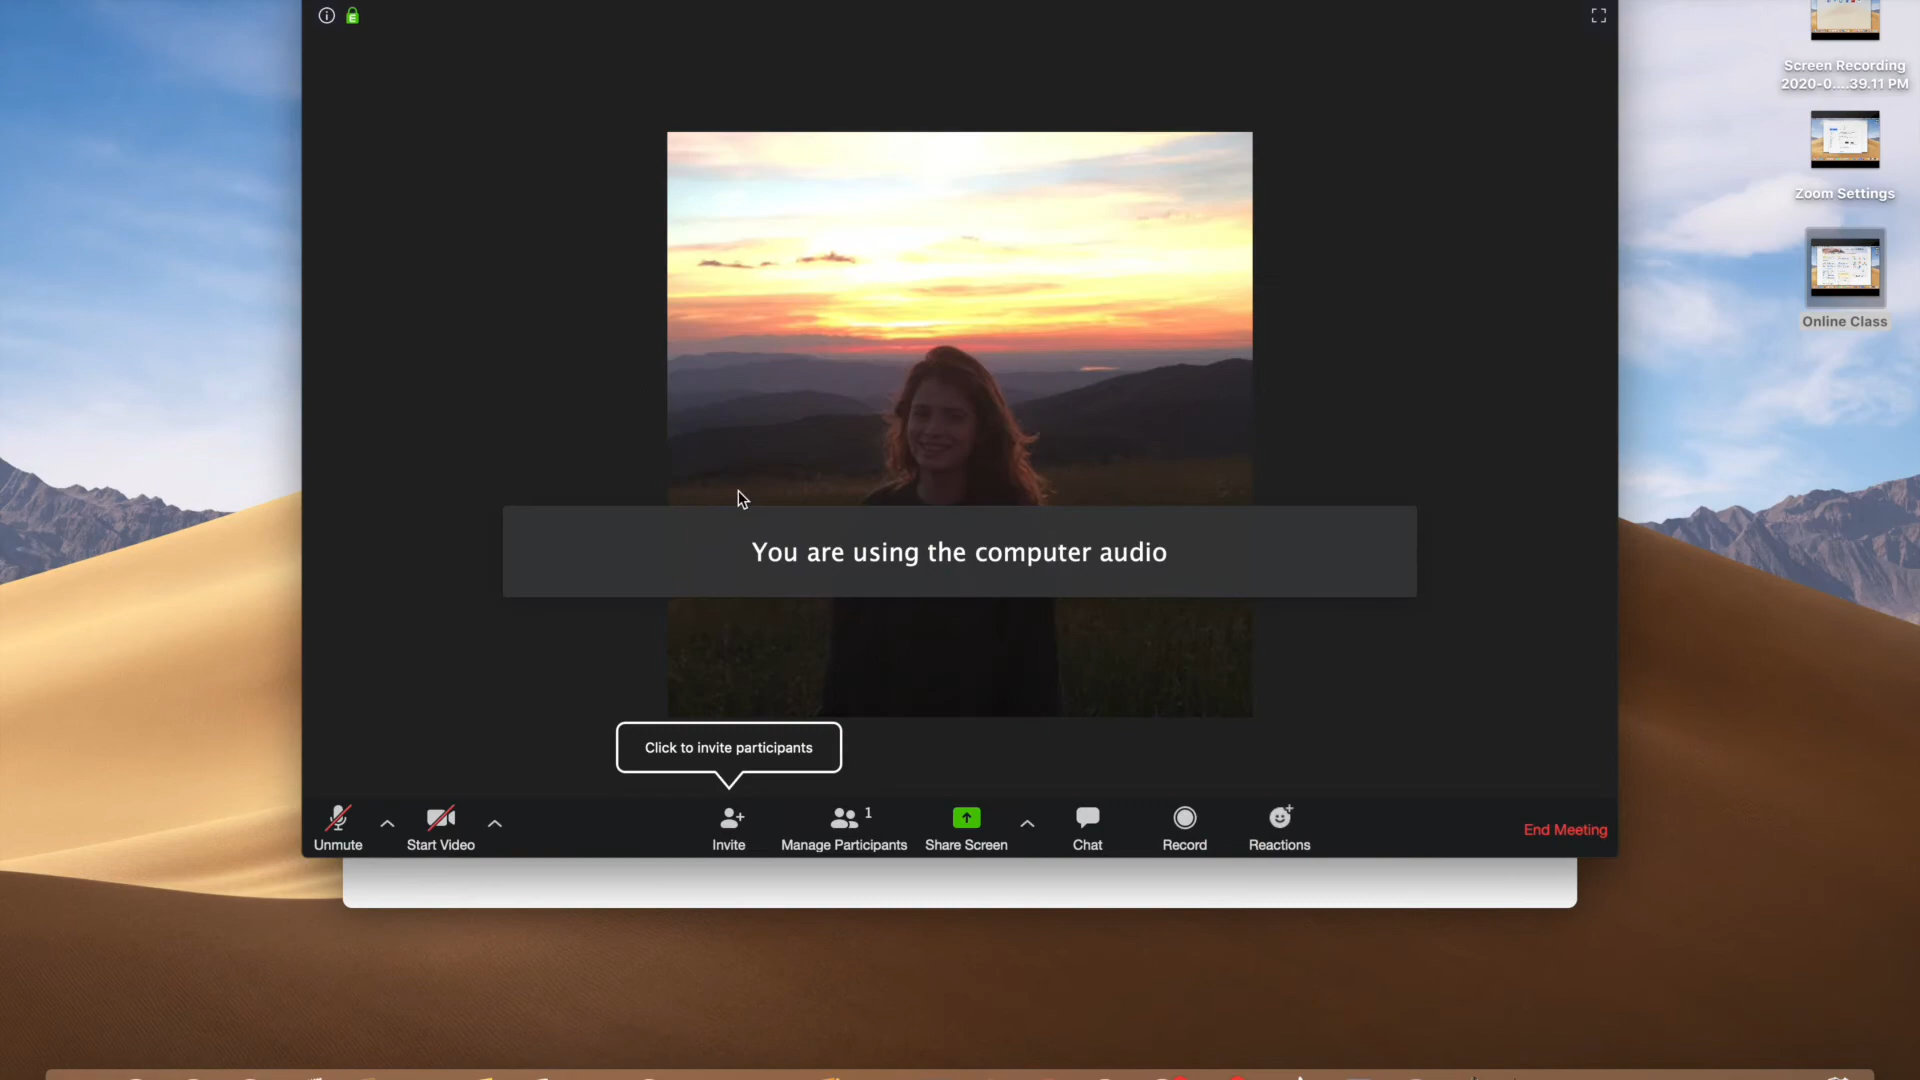 Screen Recording
2020-0....39.11 PM
Zoom Settings
Online Class
You are using the computer audio
Click to invite participants
1
Unmute
Start Video
Invite
Manage Participants
Share Screen
Chat
Record
Reactions
End Meeting